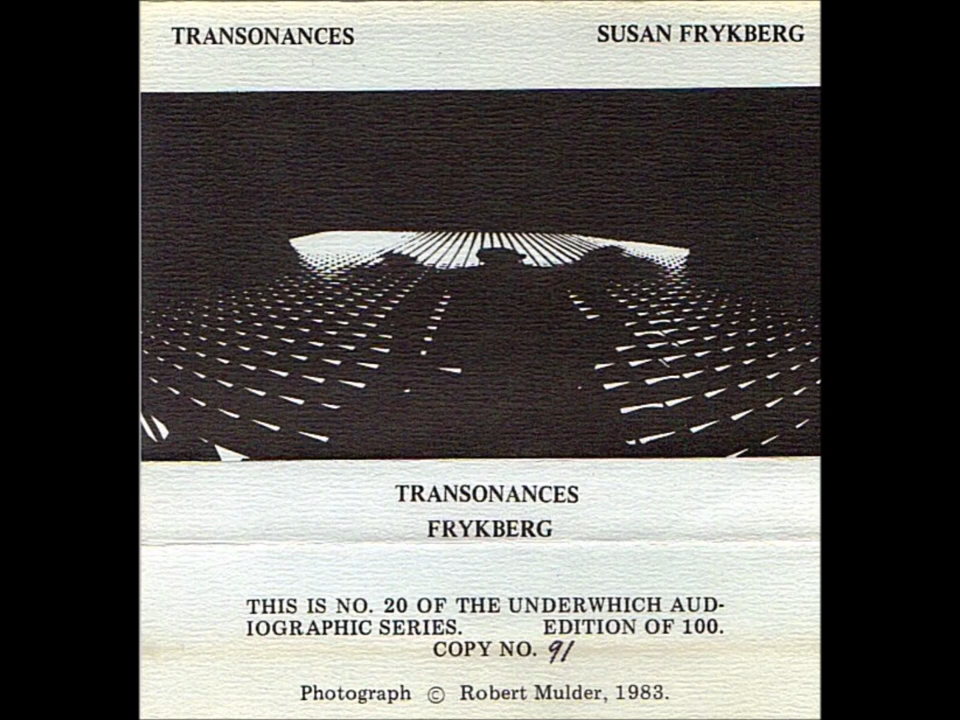 TRANSONANCES SUSAN FRYKBERG
TRANSONANCES
FRYKBERG
THIS IS NO. 20 OF THE UNDERWHICH AUD-
IOGRAPHIC SERIES. EDITION OF 100.
COPY NO. 91
Photograph © Robert Mulder, 1983.